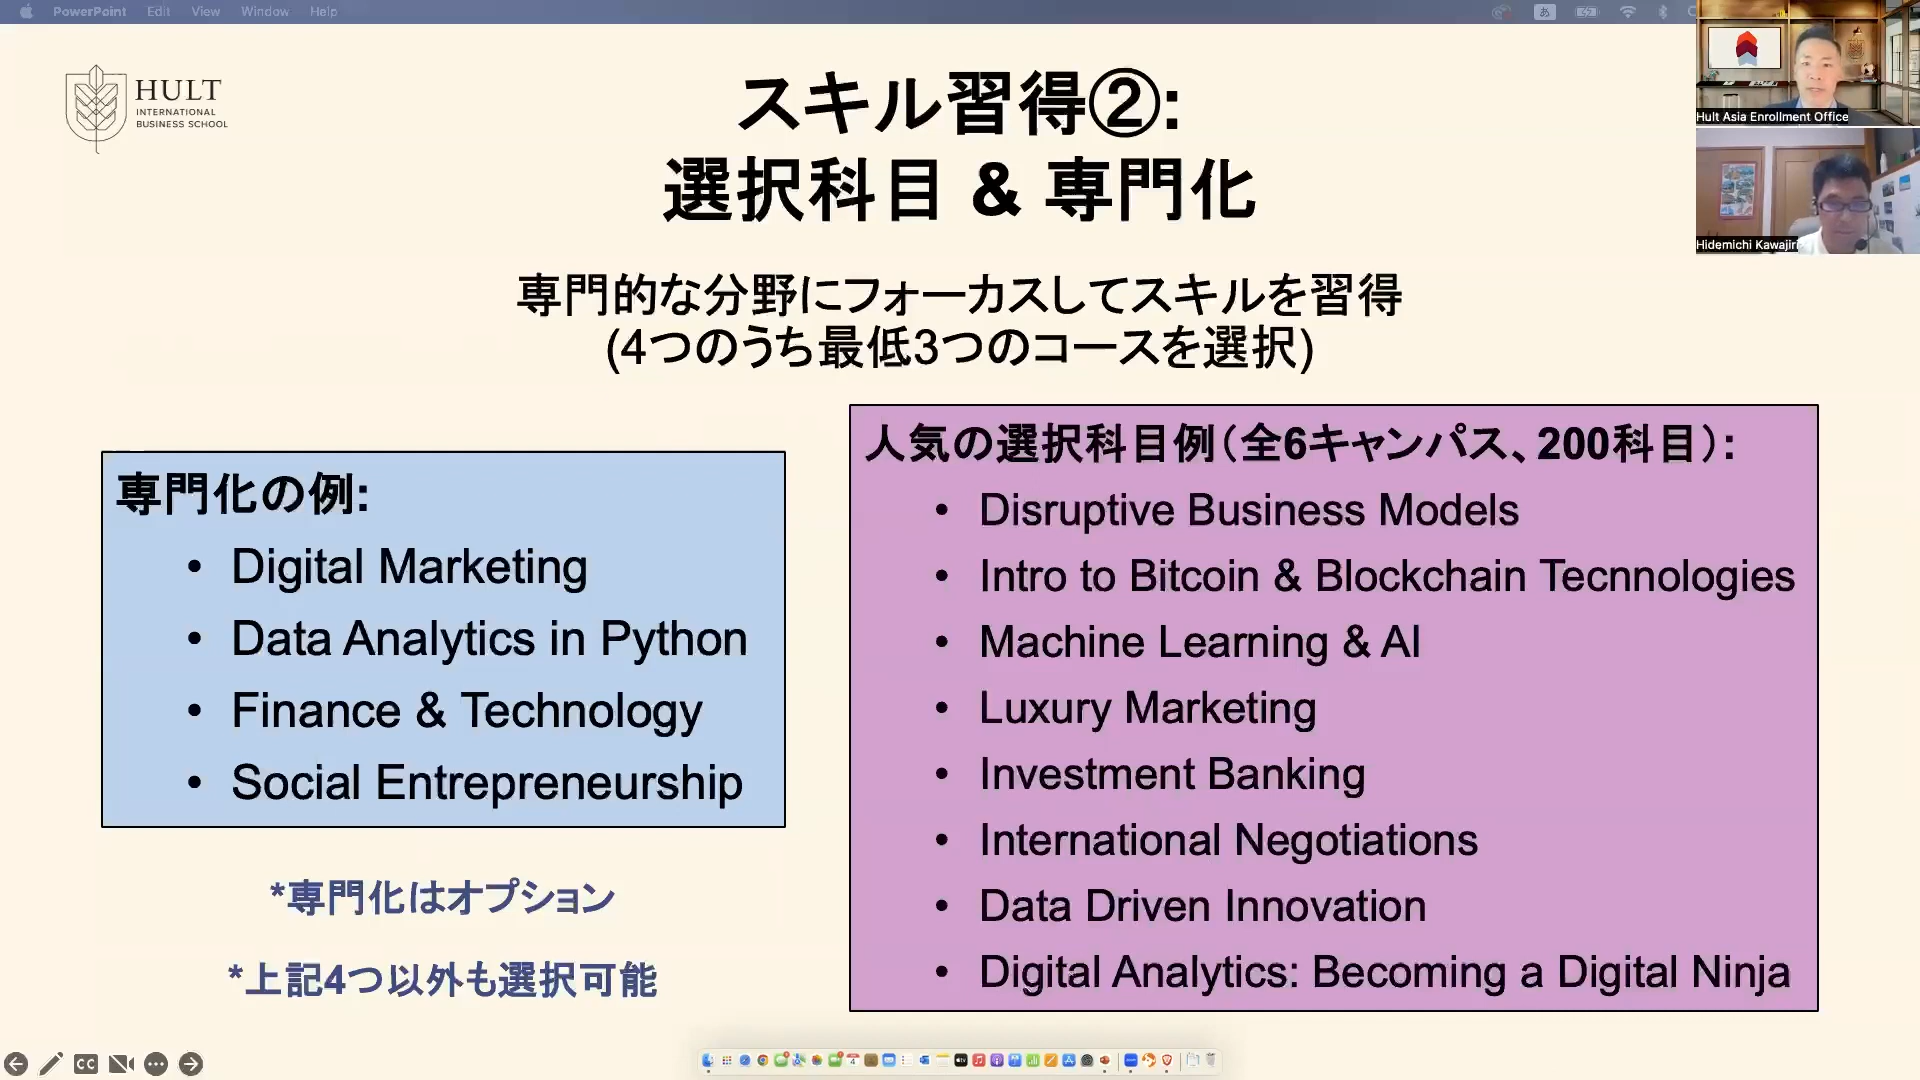 PowerPoint Edit View Window Help
あ
HULT
INTERNATIONAL
BUSINESS SCHOOL
スキル習得②:
選択科目 & 専門化
Hult Asia Enrollment Office
Hidemichi Kawajiri
専門的な分野にフォーカスしてスキルを習得
(4つのうち最低3つのコースを選択)
専門化の例:
• Digital Marketing
• Data Analytics in Python
• Finance & Technology
• Social Entrepreneurship
*専門化はオプション
*上記4つ以外も選択可能
人気の選択科目例（全6キャンパス、200科目）:
• Disruptive Business Models
• Intro to Bitcoin & Blockchain Tecnnologies
• Machine Learning & AI
• Luxury Marketing
• Investment Banking
• International Negotiations
• Data Driven Innovation
• Digital Analytics: Becoming a Digital Ninja
CC